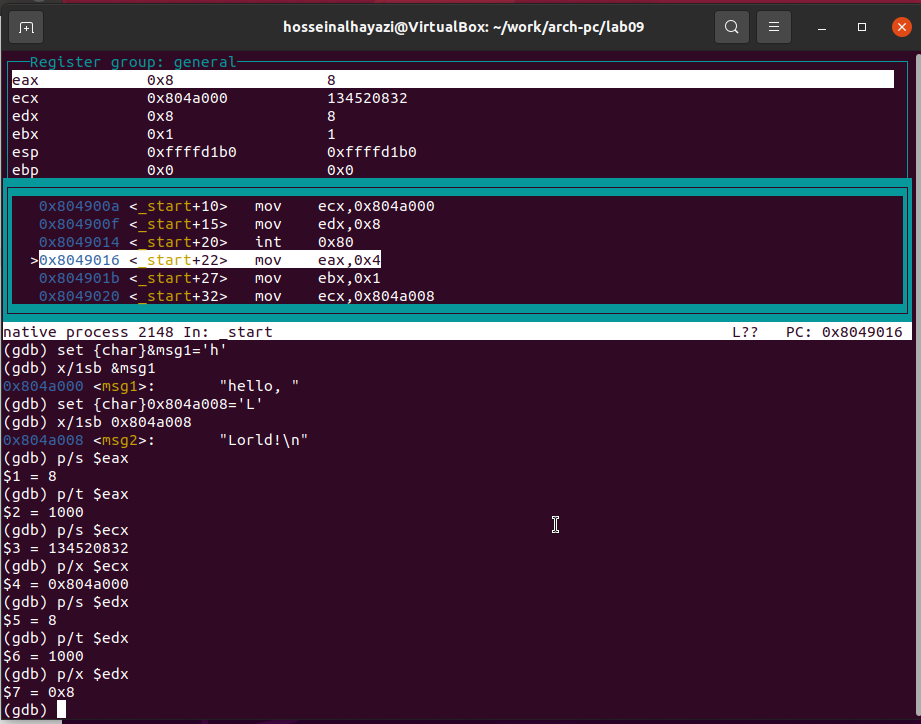 hosseinalhayazi@VirtualBox: ~/work/arch-pc/lab09
Register group: general
eax 0x8 8
ecx 0x804a000 134520832
edx 0x8 8
ebx 0x1 1
esp 0xffffd1b0 0xffffd1b0
ebp 0x0 0x0
0x804900a <_start+10> mov ecx,0x804a000
0x804900f <_start+15> mov edx,0x8
0x8049014 <_start+20> int 0x80
>0x8049016 <_start+22> mov eax,0x4
0x804901b <_start+27> mov ebx,0x1
0x8049020 <_start+32> mov ecx,0x804a008
native process 2148 In: _start L?? PC: 0x8049016
(gdb) set {char}&msg1='h'
(gdb) x/1sb &msg1
0x804a000 <msg1>: "hello, "
(gdb) set {char}0x804a008='L'
(gdb) x/1sb 0x804a008
0x804a008 <msg2>: "Lorld!\n"
(gdb) p/s $eax
$1 = 8
(gdb) p/t $eax
$2 = 1000
(gdb) p/s $ecx
$3 = 134520832
(gdb) p/x $ecx
$4 = 0x804a000
(gdb) p/s $edx
$5 = 8
(gdb) p/t $edx
$6 = 1000
(gdb) p/x $edx
$7 = 0x8
(gdb)